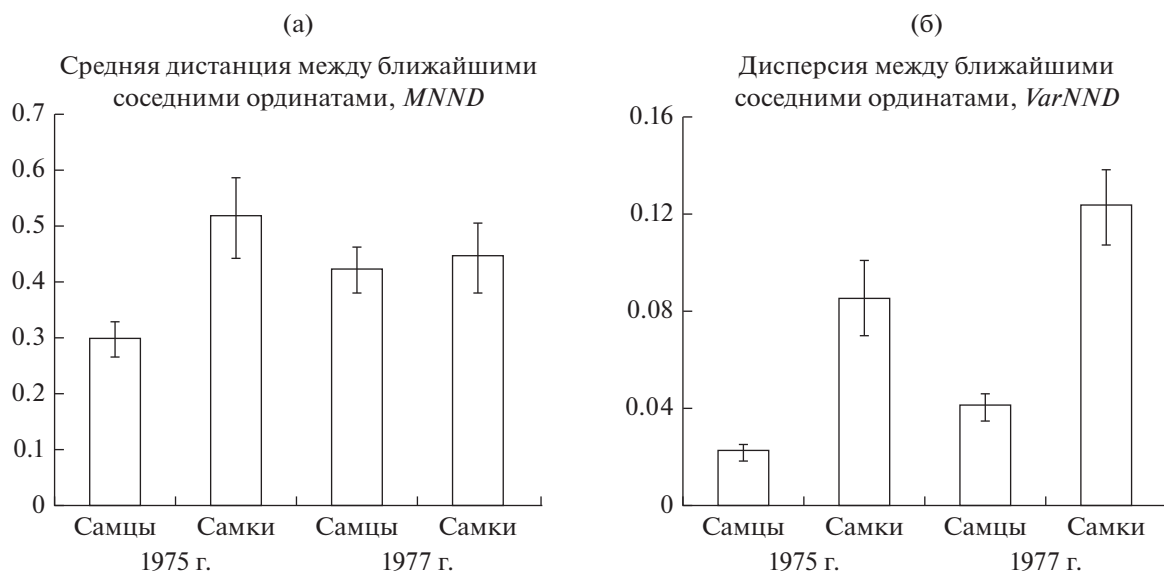 (а)
Средняя дистанция между ближайшими
соседними ординатами, MNND
0.7
0.6
0.5
0.4
0.3
0.2
0.1
0
Самцы Самки Самцы Самки
1975 г. 1977 г.
(б)
Дисперсия между ближайшими
соседними ординатами, VarNND
0.16
0.12
0.08
0.04
0
Самцы Самки Самцы Самки
1975 г. 1977 г.